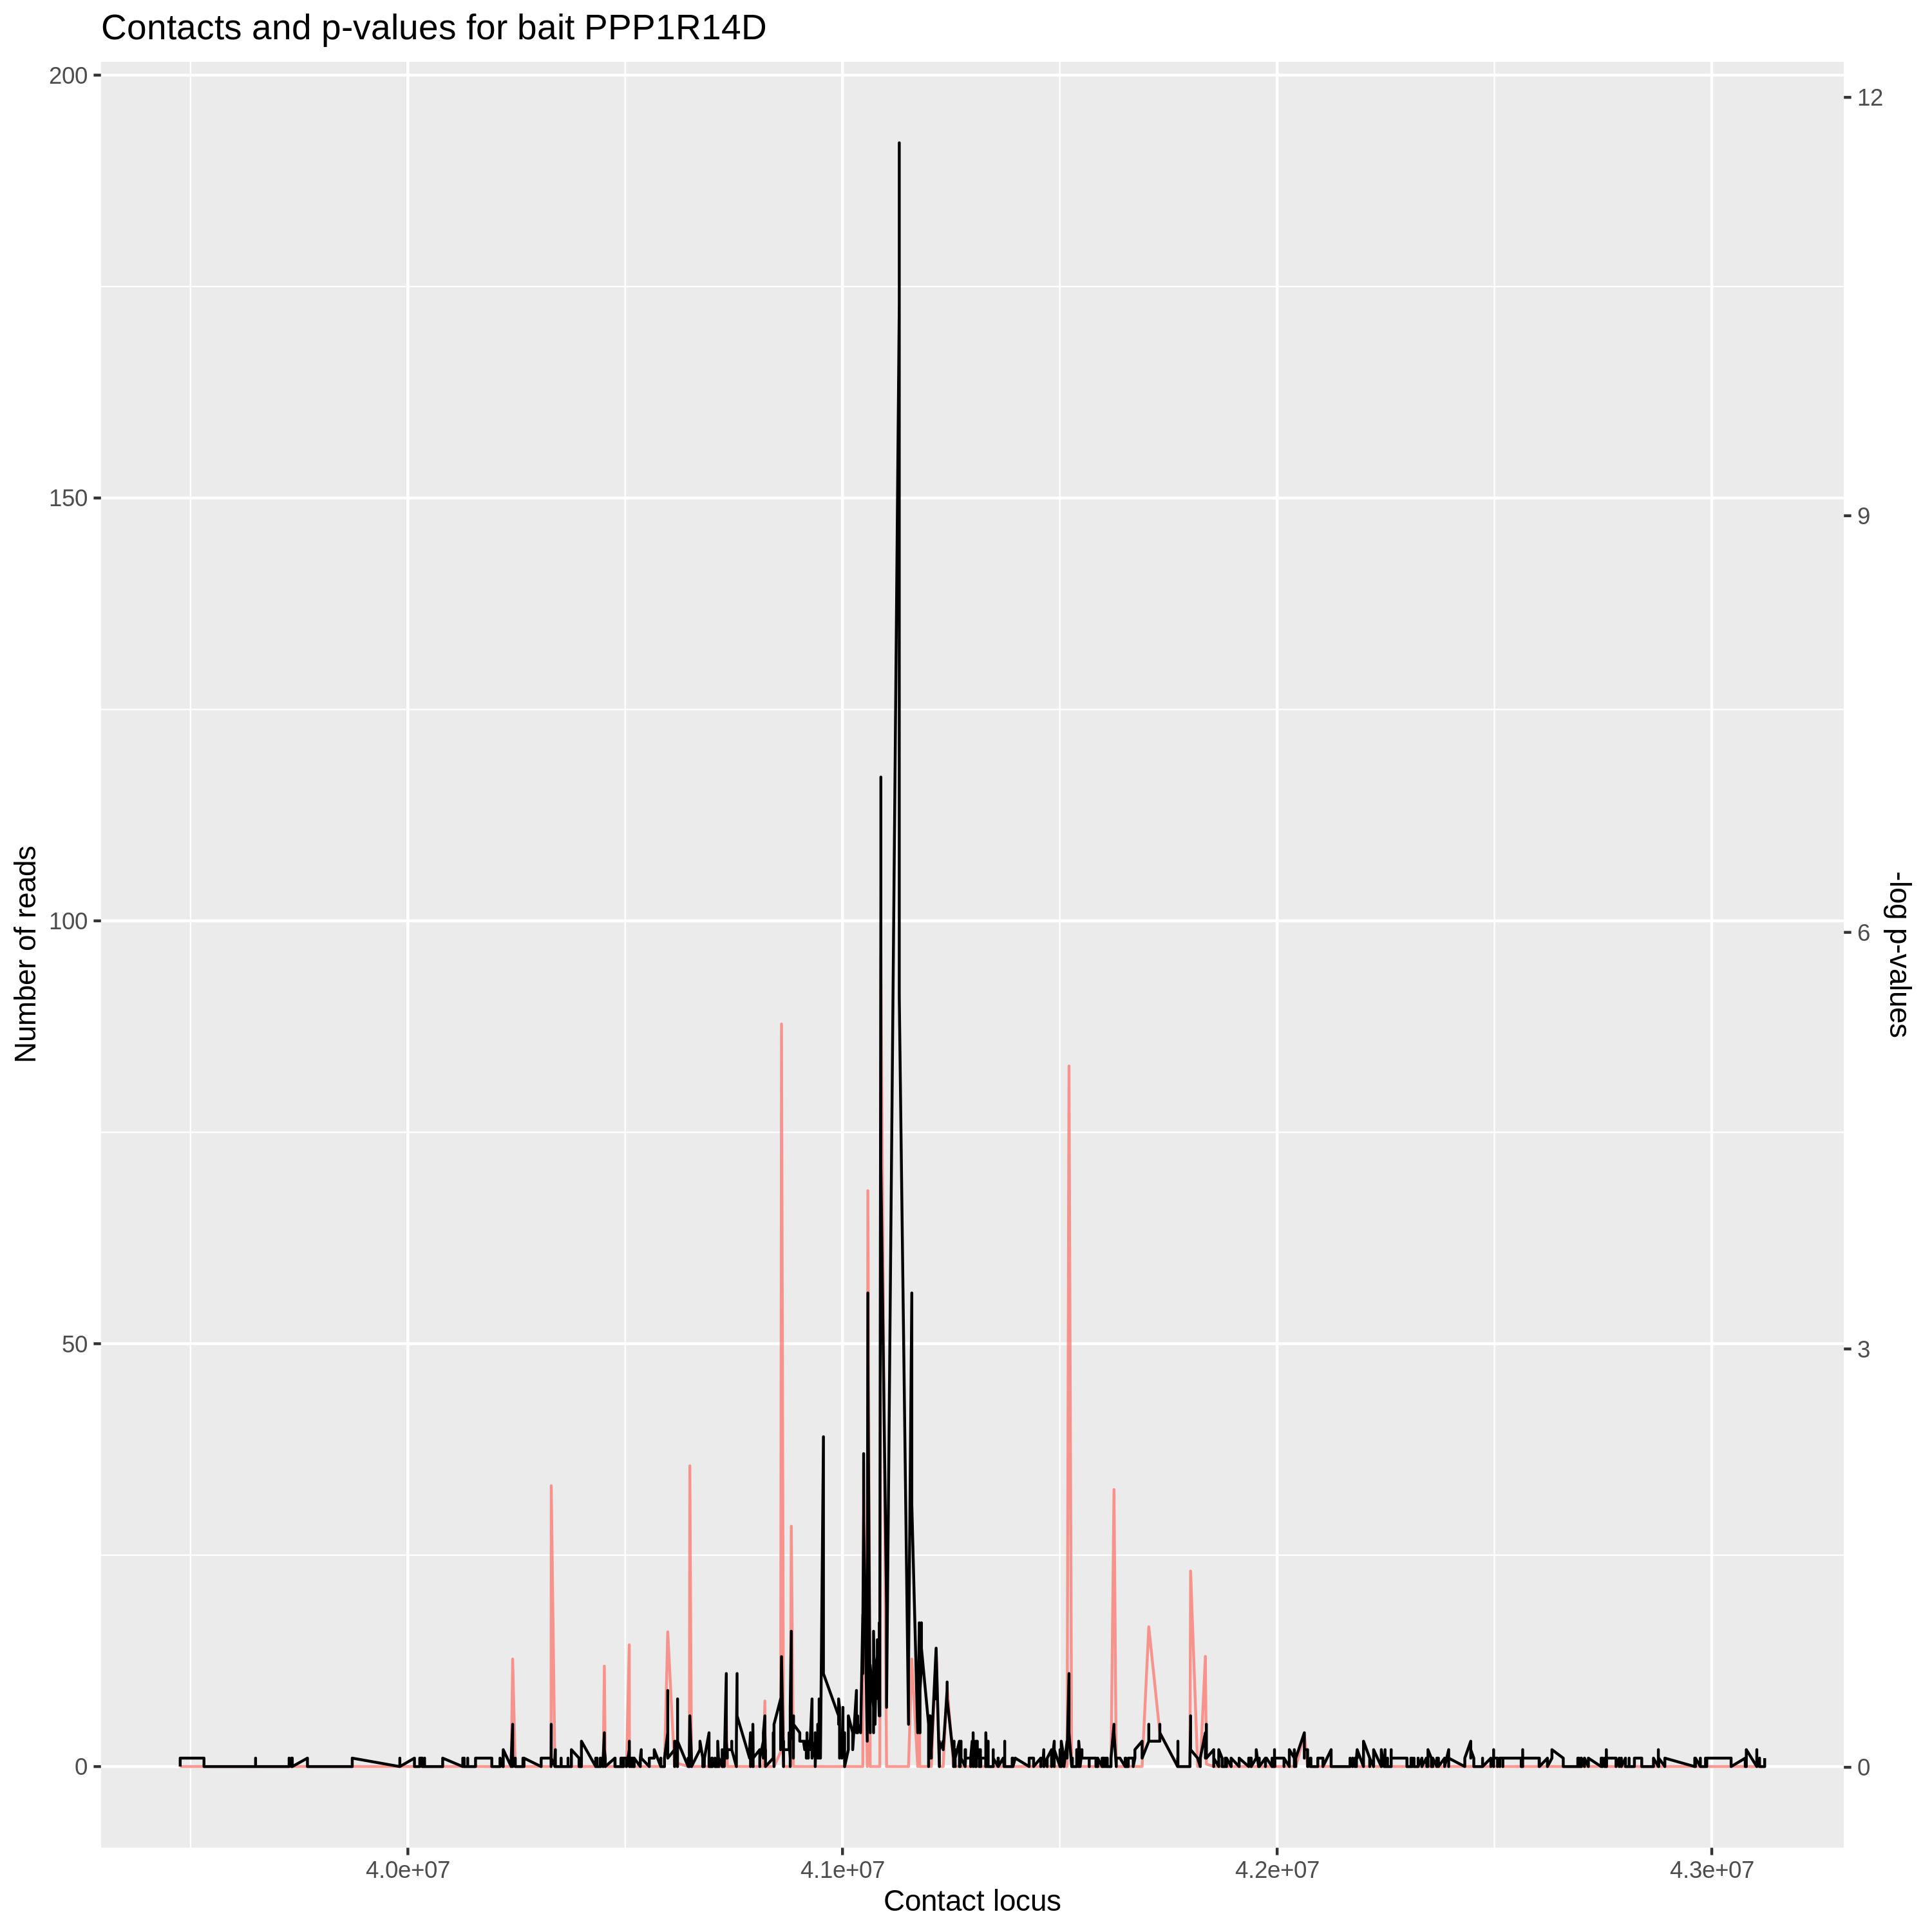 Contacts and p-values for bait PPP1R14D
200
150
100
50
0
Number of reads
12
9
6
3
0
-log p-values
4.0e+07
4.1e+07
4.2e+07
4.3e+07
Contact locus